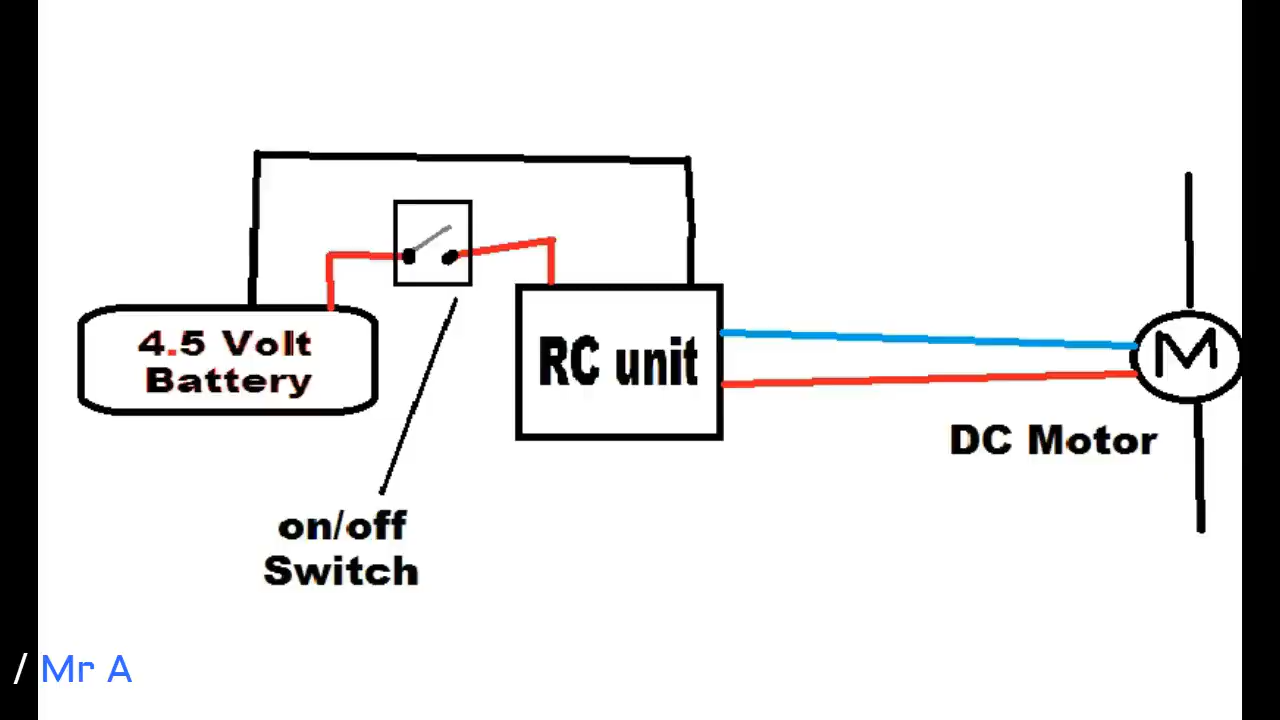 4.5 Volt
Battery
RC unit
M
DC Motor
on/off
Switch
/ Mr A